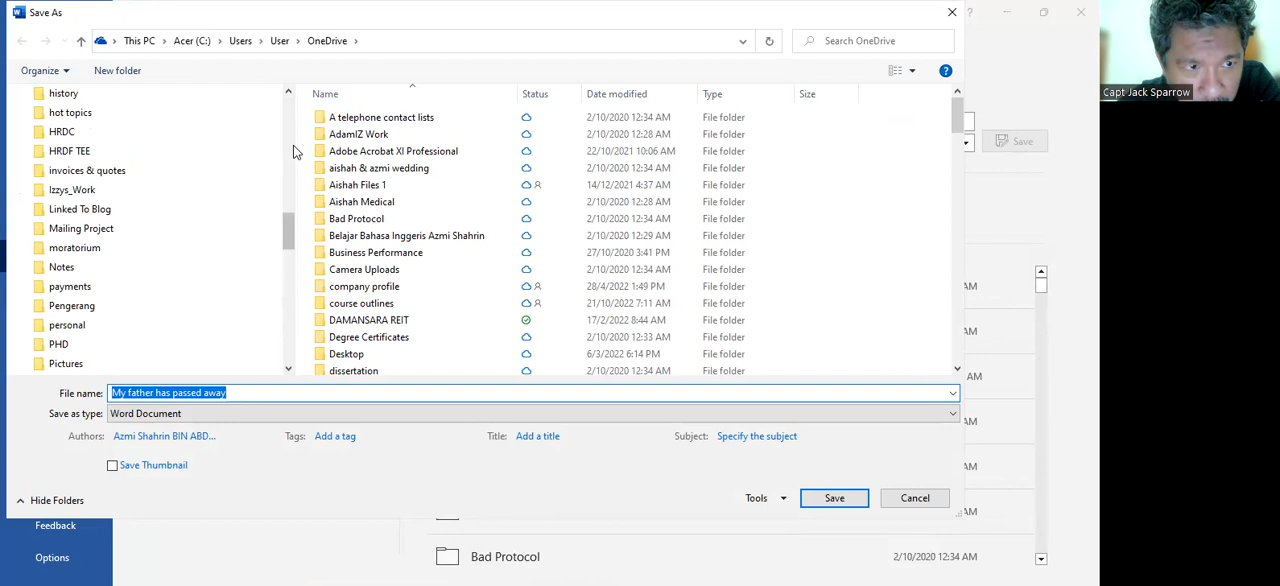 Save As
This PC > Acer (C:) > Users > User > OneDrive >
Search OneDrive
Organize
New folder
history
hot topics
HRDC
HRDF TEE
invoices & quotes
Izzys_Work
Linked To Blog
Mailing Project
moratorium
Notes
payments
Pengerang
personal
PHD
Pictures
Name Status Date modified Type Size
A telephone contact lists 2/10/2020 12:34 AM File folder
AdamIZ Work 2/10/2020 12:28 AM File folder
Adobe Acrobat XI Professional 22/10/2021 10:06 AM File folder
aishah & azmi wedding 2/10/2020 12:34 AM File folder
Aishah Files 1 14/12/2021 4:37 AM File folder
Aishah Medical 2/10/2020 12:28 AM File folder
Bad Protocol 2/10/2020 12:34 AM File folder
Belajar Bahasa Inggeris Azmi Shahrin 2/10/2020 12:29 AM File folder
Business Performance 27/10/2020 3:41 PM File folder
Camera Uploads 2/10/2020 12:34 AM File folder
company profile 28/4/2022 1:49 PM File folder
course outlines 21/10/2022 7:11 AM File folder
DAMANSARA REIT 17/2/2022 8:44 AM File folder
Degree Certificates 2/10/2020 12:33 AM File folder
Desktop 6/3/2022 6:14 PM File folder
dissertation 2/10/2020 12:34 AM File folder
File name: My father has passed away
Save as type: Word Document
Authors: Azmi Shahrin BIN ABD... Tags: Add a tag Title: Add a title Subject: Specify the subject
Save Thumbnail
Hide Folders
Tools Save Cancel
Save
AM
AM
AM
AM
AM
AM
Feedback
Options
Bad Protocol 2/10/2020 12:34 AM
Capt Jack Sparrow